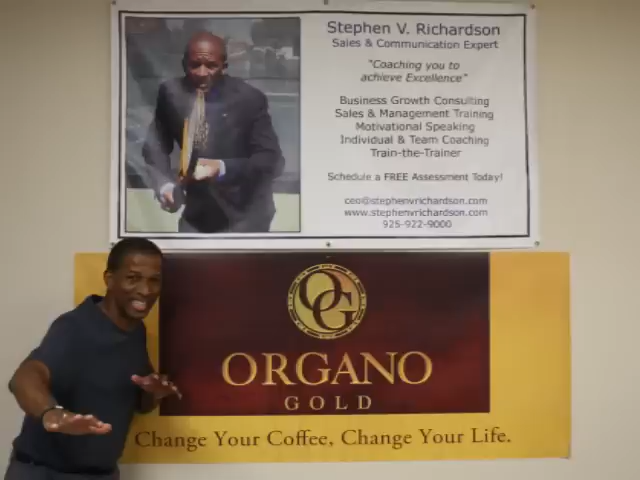 Stephen V. Richardson
Sales & Communication Expert
"Coaching you to
achieve Excellence"
Business Growth Consulting
Sales & Management Training
Motivational Speaking
Individual & Team Coaching
Train-the-Trainer
Schedule a FREE Assessment Today!
ceo@stephenvrichardson.com
www.stephenvrichardson.com
925-922-9000
OG
ORGANO
GOLD
Change Your Coffee, Change Your Life.